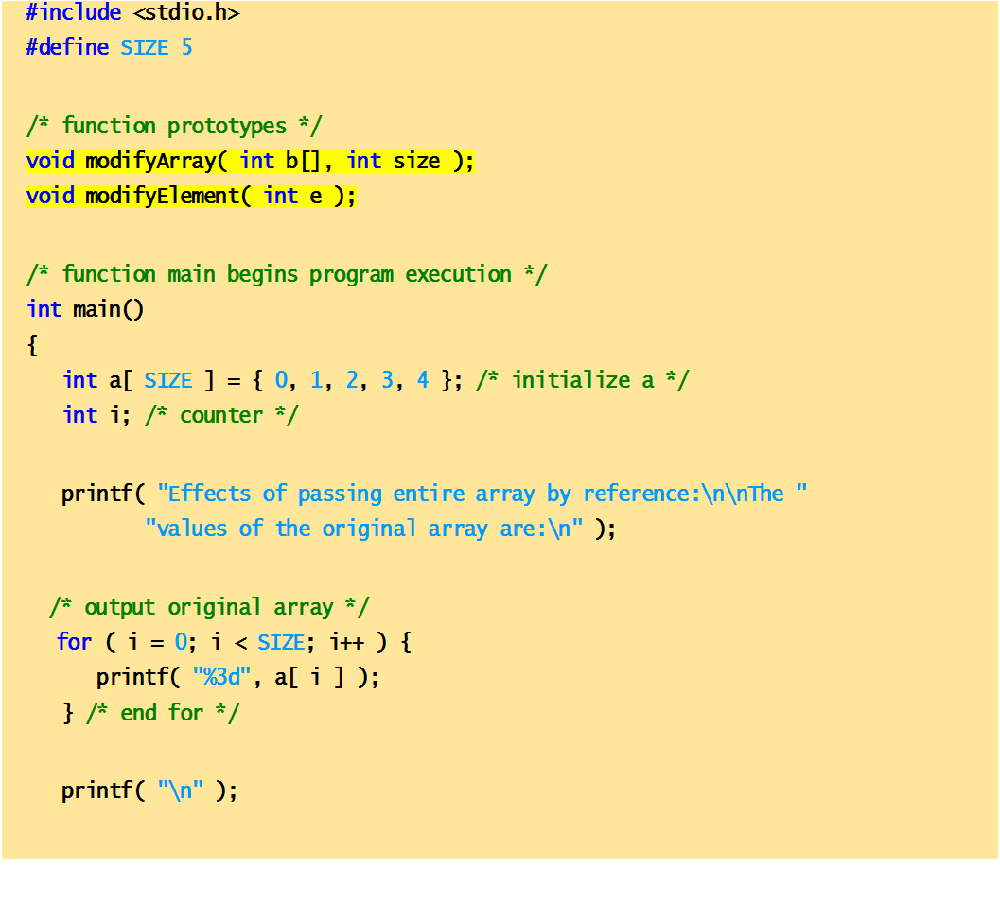 #include <stdio.h>
#define SIZE 5
/* function prototypes */
void modifyArray( int b[], int size );
void modifyElement( int e );
/* function main begins program execution */
int main()
{
int a[ SIZE ] = { 0, 1, 2, 3, 4 }; /* initialize a */
int i; /* counter */
printf( "Effects of passing entire array by reference:\n\nThe "
"values of the original array are:\n" );
/* output original array */
for ( i = 0; i < SIZE; i++ ) {
printf( "%3d", a[ i ] );
} /* end for */
printf( "\n" );